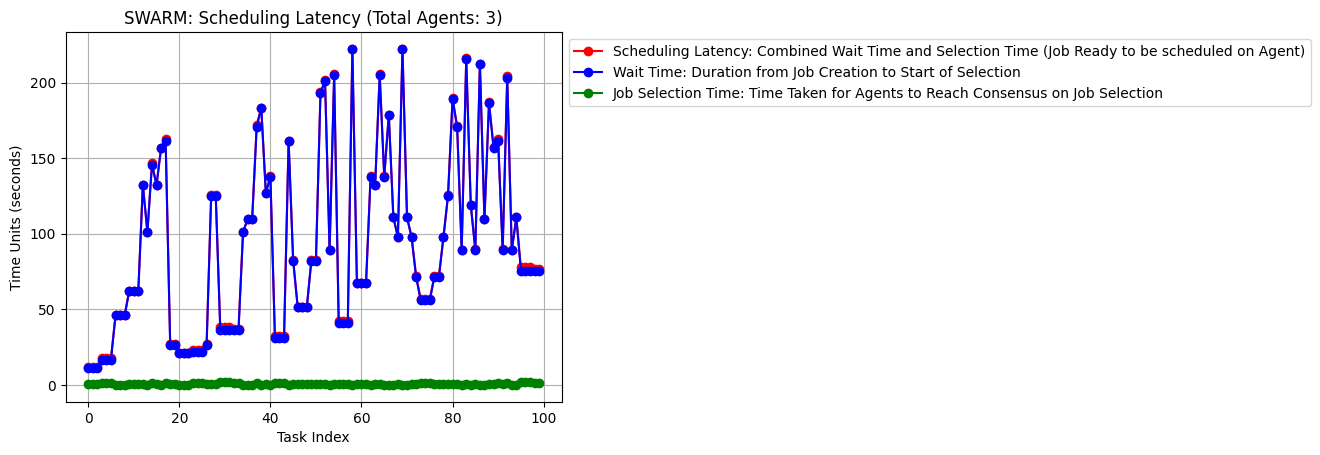 SWARM: Scheduling Latency (Total Agents: 3)
Scheduling Latency: Combined Wait Time and Selection Time (Job Ready to be scheduled on Agent)
Wait Time: Duration from Job Creation to Start of Selection
Job Selection Time: Time Taken for Agents to Reach Consensus on Job Selection
Time Units (seconds)
200
150
100
50
0
0 20 40 60 80 100
Task Index